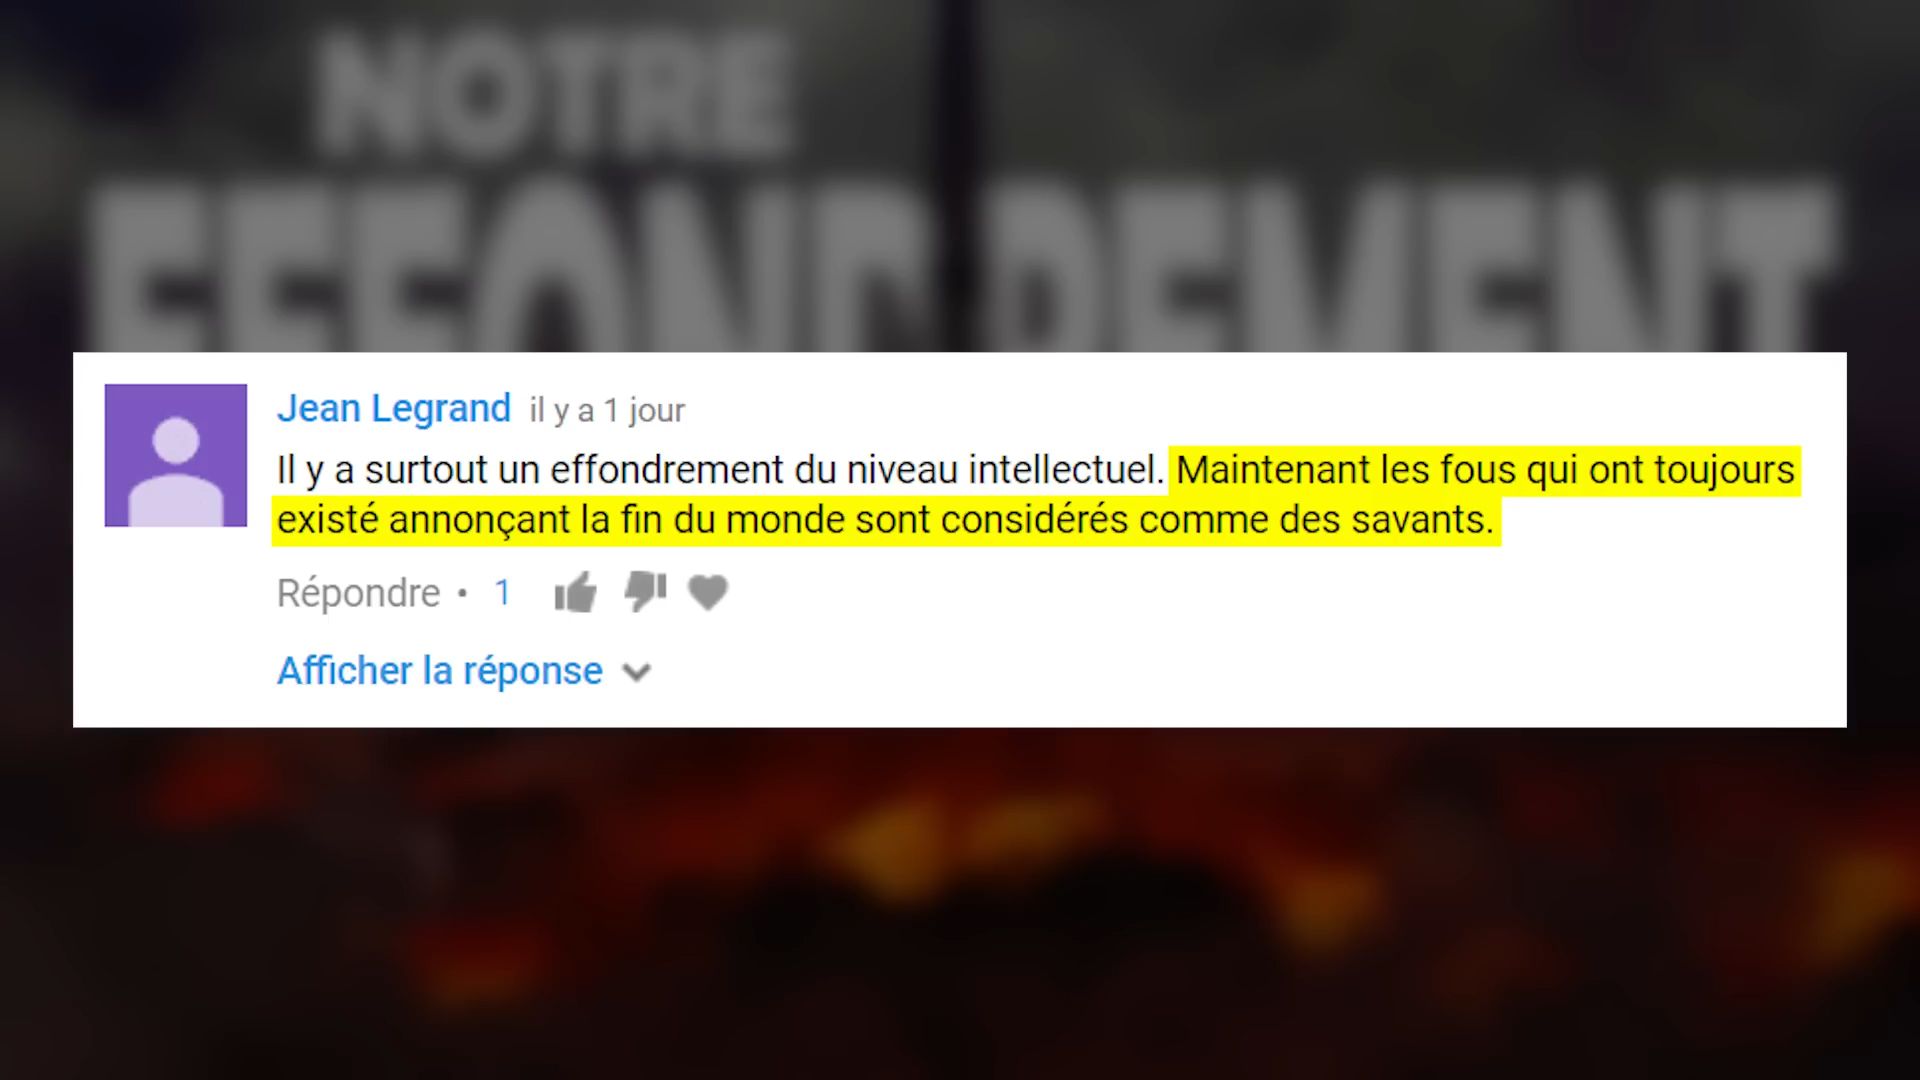 NOTRE
EFFONDREMENT
Jean Legrand il y a 1 jour
Il y a surtout un effondrement du niveau intellectuel. Maintenant les fous qui ont toujours
existé annonçant la fin du monde sont considérés comme des savants.
Répondre • 1
Afficher la réponse